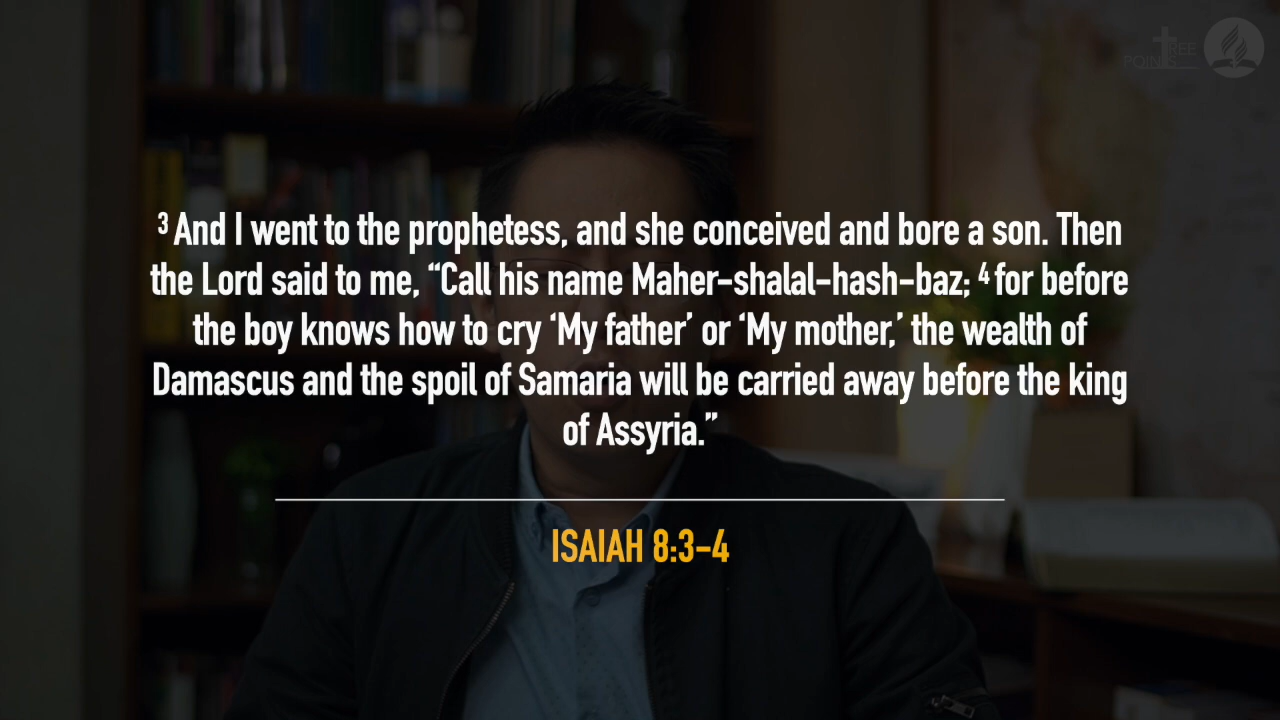 TREE
POINTS
3 And I went to the prophetess, and she conceived and bore a son. Then
the Lord said to me, “Call his name Maher-shalal-hash-baz; 4 for before
the boy knows how to cry ‘My father’ or ‘My mother,’ the wealth of
Damascus and the spoil of Samaria will be carried away before the king
of Assyria.”
ISAIAH 8:3-4